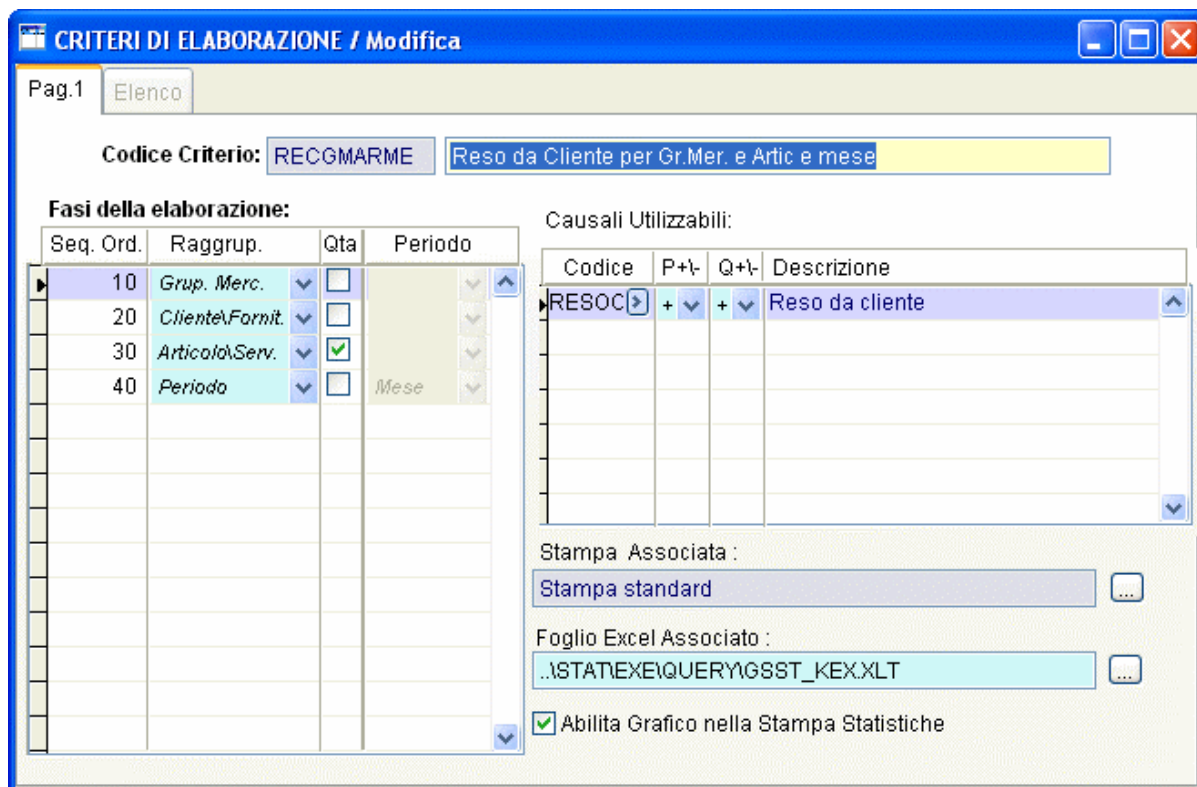 CRITERI DI ELABORAZIONE / Modifica
Pag.1 Elenco
Codice Criterio: RECGMARME Reso da Cliente per Gr.Mer. e Artic e mese
Fasi della elaborazione:
Seq. Ord. Raggrup. Qta Periodo
10 Grup. Merc.
20 Cliente\Fornit.
30 Articolo\Serv.
40 Periodo Mese
Causali Utilizzabili:
Codice P+\- Q+\- Descrizione
RESOC + + Reso da cliente
Stampa Associata :
Stampa standard ...
Foglio Excel Associato :
..\STAT\EXE\QUERY\GSST_KEX.XLT ...
Abilita Grafico nella Stampa Statistiche